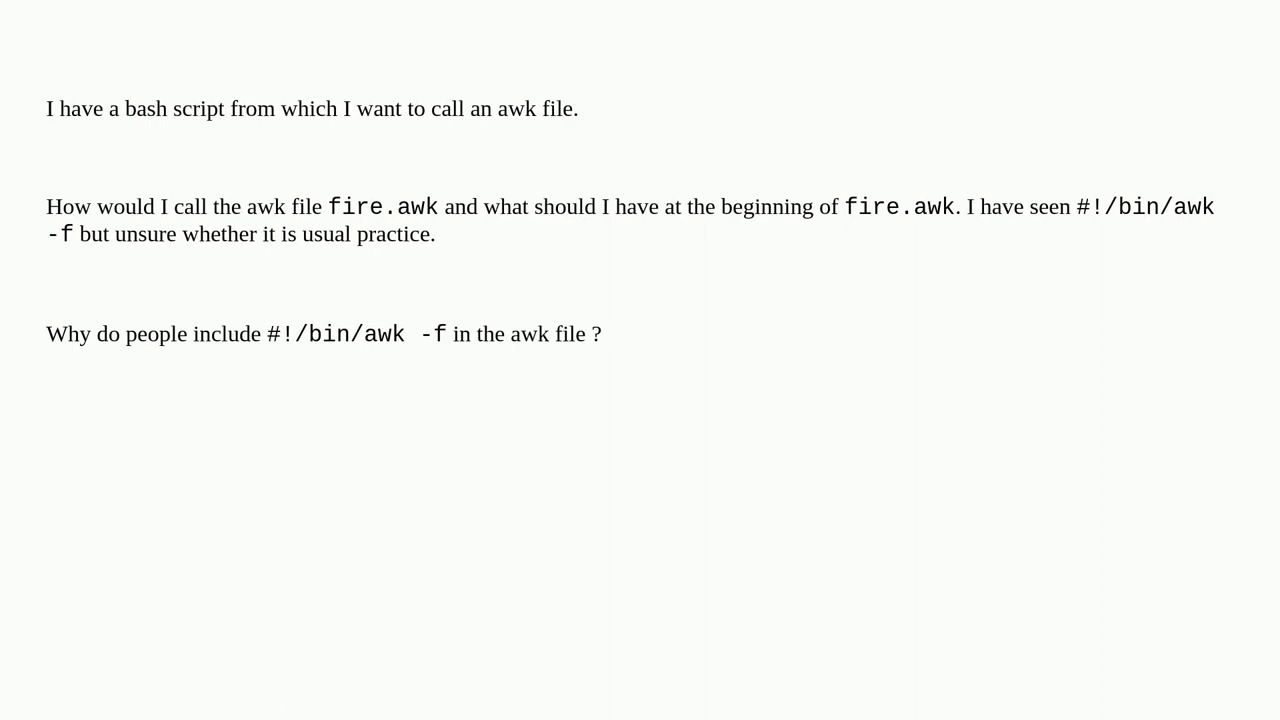 I have a bash script from which I want to call an awk file.
How would I call the awk file fire.awk and what should I have at the beginning of fire.awk. I have seen #!/bin/awk
-f but unsure whether it is usual practice.
Why do people include #!/bin/awk -f in the awk file ?